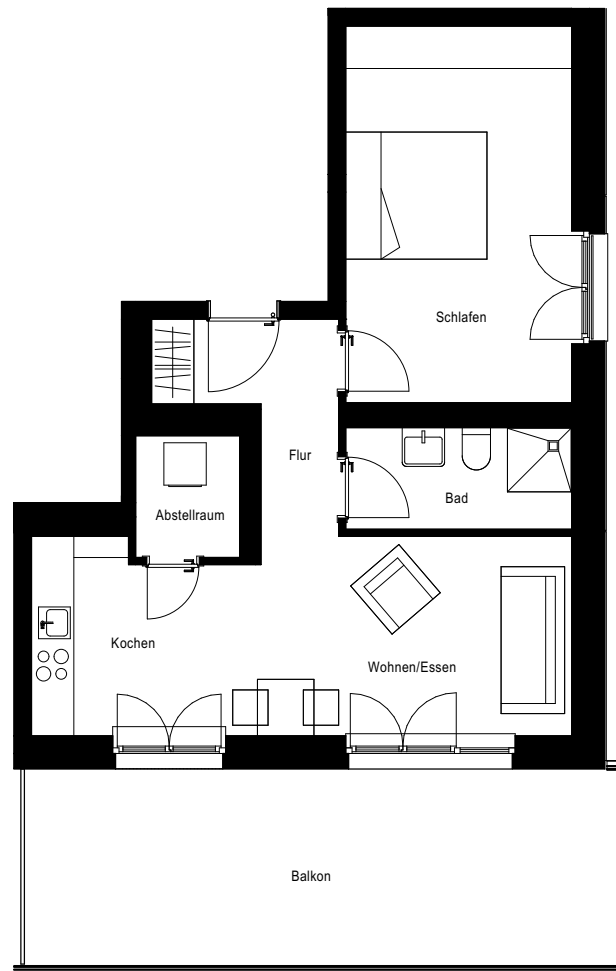 Schlafen
Flur
Bad
Abstellraum
Kochen
Wohnen/Essen
Balkon